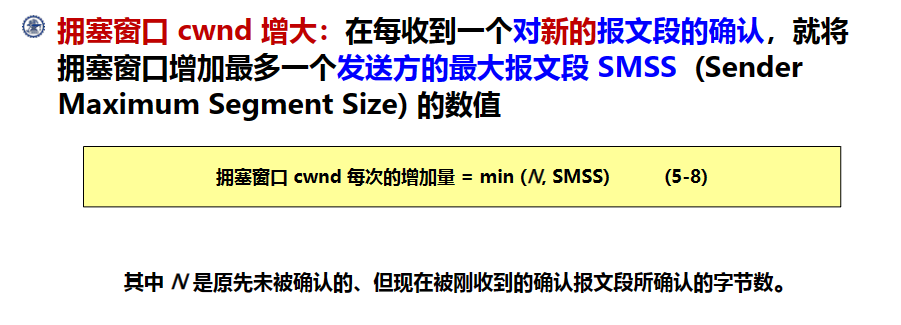 拥塞窗口 cwnd 增大：在每收到一个对新的报文段的确认，就将
拥塞窗口增加最多一个发送方的最大报文段 SMSS (Sender
Maximum Segment Size) 的数值
拥塞窗口 cwnd 每次的增加量 = min (N, SMSS) (5-8)
其中 N 是原先未被确认的、但现在被刚收到的确认报文段所确认的字节数。